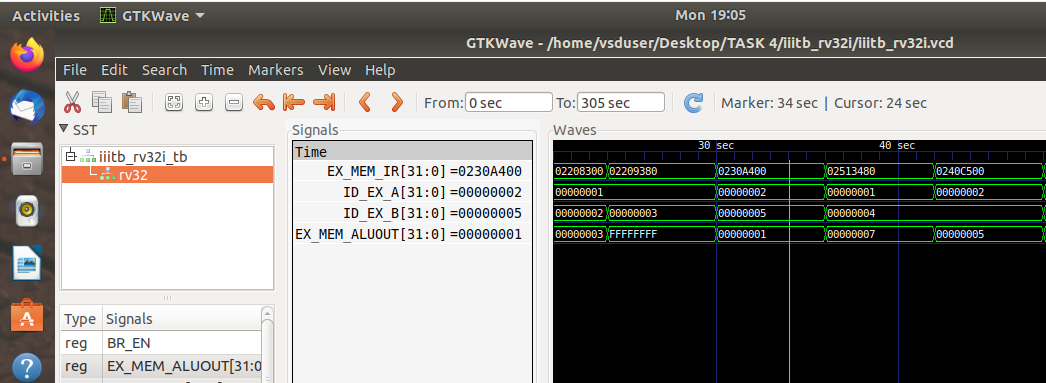 Activities GTKWave Mon 19:05
GTKWave - /home/vsduser/Desktop/TASK 4/iiitb_rv32i/iiitb_rv32i.vcd
File Edit Search Time Markers View Help
From: 0 sec To: 305 sec Marker: 34 sec | Cursor: 24 sec
SST
iiitb_rv32i_tb
rv32
Type Signals
reg BR_EN
reg EX_MEM_ALUOUT[31:0
Signals
Time
EX_MEM_IR[31:0] =0230A400
ID_EX_A[31:0] =00000002
ID_EX_B[31:0] =00000005
EX_MEM_ALUOUT[31:0] =00000001
Waves
30 sec 40 sec
02208300 02209380 0230A400 02513480 0240C500
00000001 00000002 00000001 00000002
00000002 00000003 00000005 00000004
00000003 FFFFFFFF 00000001 00000007 00000005